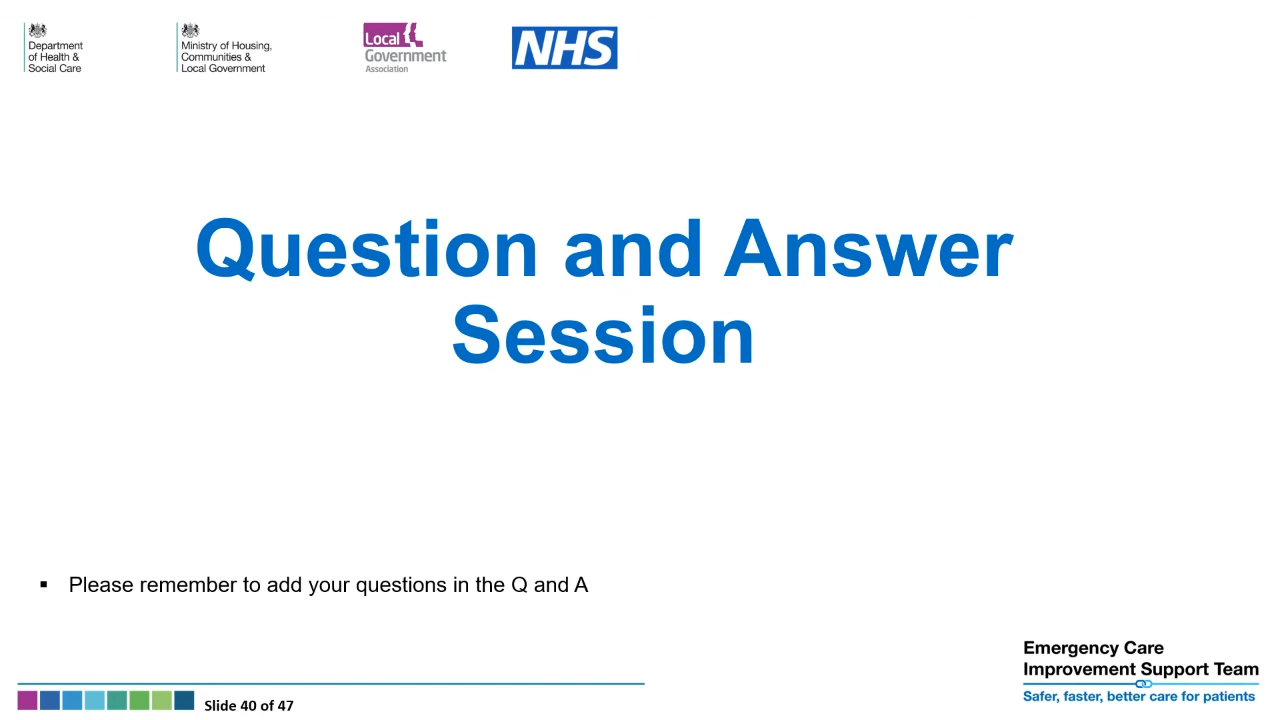 Department
of Health &
Social Care
Ministry of Housing,
Communities &
Local Government
Local
Government
Association
NHS
Question and Answer
Session
▪ Please remember to add your questions in the Q and A
Emergency Care
Improvement Support Team
Safer, faster, better care for patients
Slide 40 of 47